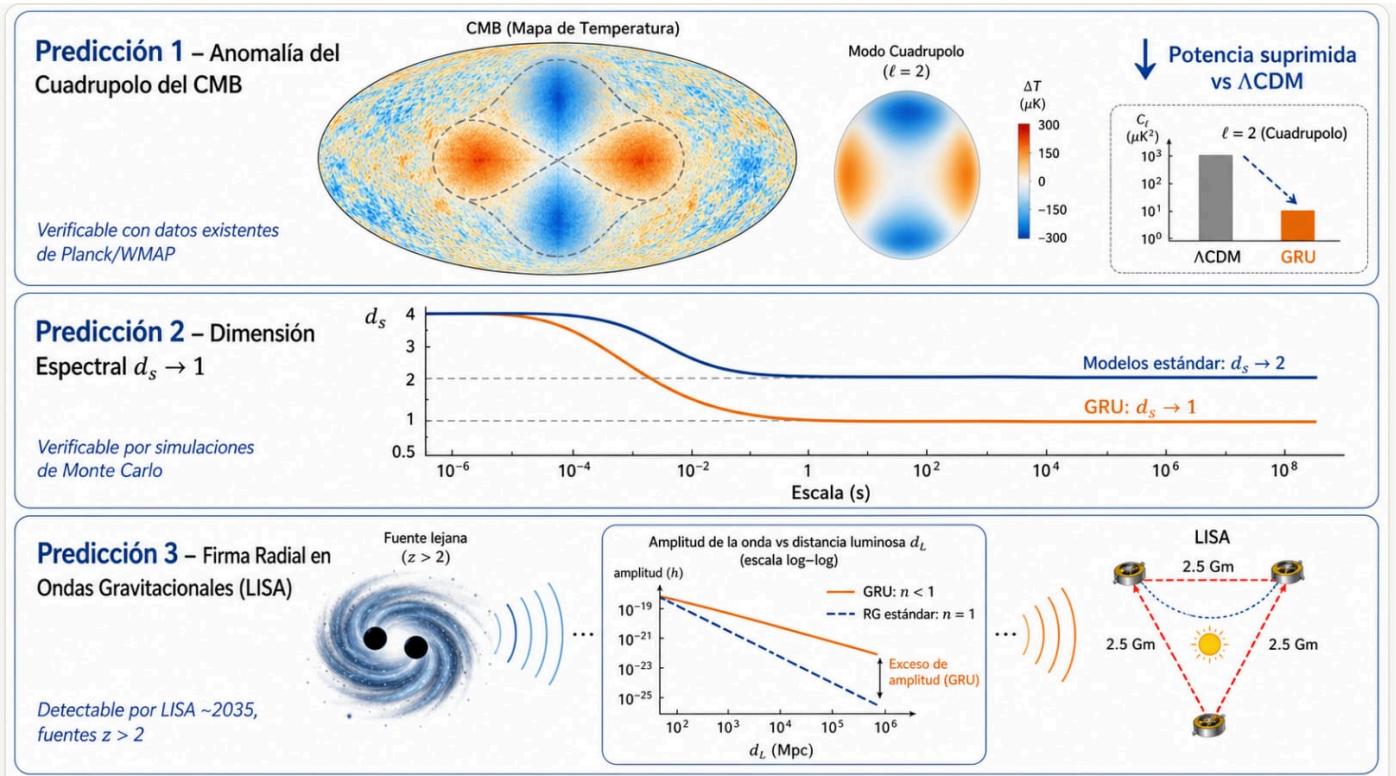 Predicción 1 – Anomalía del
Cuadrupolo del CMB
Verificable con datos existentes
de Planck/WMAP
CMB (Mapa de Temperatura)
Modo Cuadrupolo
(ℓ = 2)
ΔT
(μK)
300
150
0
−150
−300
Potencia suprimida
vs ΛCDM
Cℓ
(μK²)
ℓ = 2 (Cuadrupolo)
10³
10²
10¹
10⁰
ΛCDM
GRU
Predicción 2 – Dimensión
Espectral dₛ → 1
Verificable por simulaciones
de Monte Carlo
dₛ
4
3
2
1
0.5
Modelos estándar: dₛ → 2
GRU: dₛ → 1
10⁻⁶ 10⁻⁴ 10⁻² 1 10² 10⁴ 10⁶ 10⁸
Escala (s)
Predicción 3 – Firma Radial en
Ondas Gravitacionales (LISA)
Detectable por LISA ~2035,
fuentes z > 2
Fuente lejana
(z > 2)
...
Amplitud de la onda vs distancia luminosa d_L
(escala log–log)
amplitud (h)
GRU: n < 1
RG estándar: n = 1
10⁻¹⁹
10⁻²¹
10⁻²³
10⁻²⁵
Exceso de
amplitud (GRU)
10² 10³ 10⁴ 10⁵ 10⁶
d_L (Mpc)
...
LISA
2.5 Gm
2.5 Gm
2.5 Gm